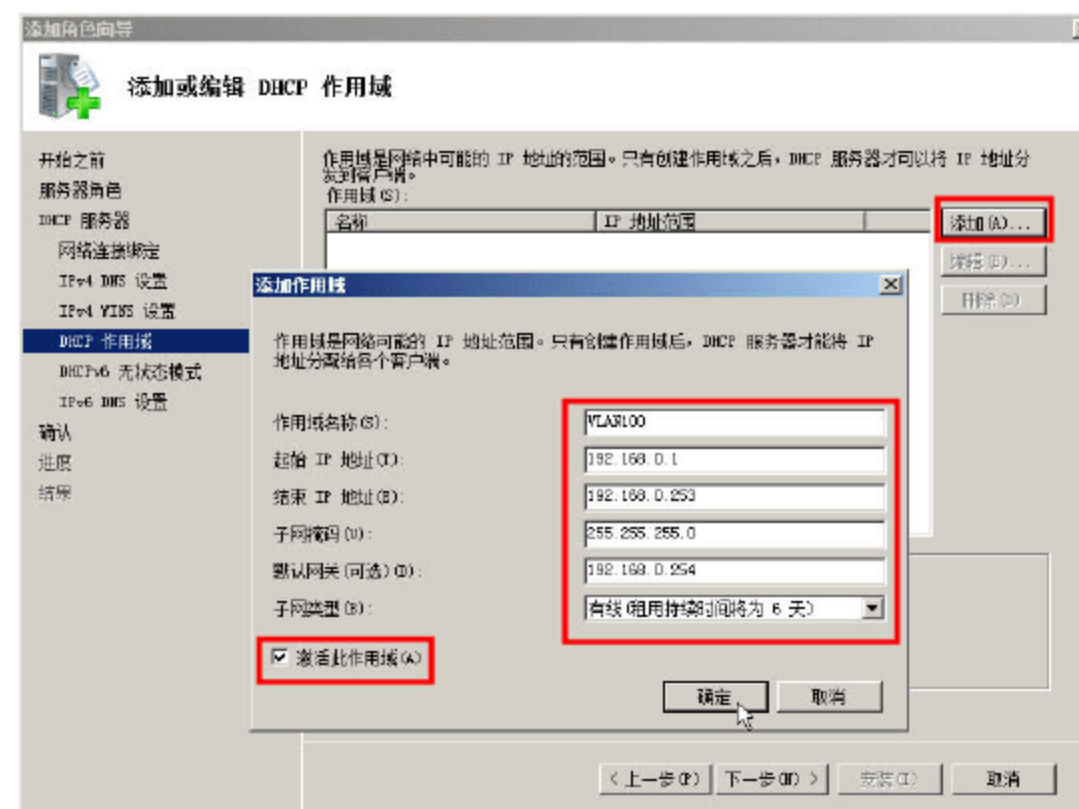 添加角色向导
添加或编辑 DHCP 作用域
开始之前
服务器角色
DHCP 服务器
网络连接绑定
IPv4 DNS 设置
IPv4 WINS 设置
DHCP 作用域
DHCPv6 无状态模式
IPv6 DNS 设置
确认
进度
结果
作用域是网络中可能的 IP 地址的范围。只有创建作用域之后，DHCP 服务器才可以将 IP 地址分
发到客户端。
作用域(S):
名称
IP 地址范围
添加(A)...
编辑(E)...
删除(D)
添加作用域
作用域是网络可能的 IP 地址范围。只有创建作用域后，DHCP 服务器才能将 IP
地址分配给各个客户端。
作用域名称(S): VLAN100
起始 IP 地址(T): 192.168.0.1
结束 IP 地址(E): 192.168.0.253
子网掩码(U): 255.255.255.0
默认网关(可选)(D): 192.168.0.254
子网类型(B): 有线(租用持续时间将为 6 天)
激活此作用域(A)
确定
取消
< 上一步(P)
下一步(N) >
安装(I)
取消